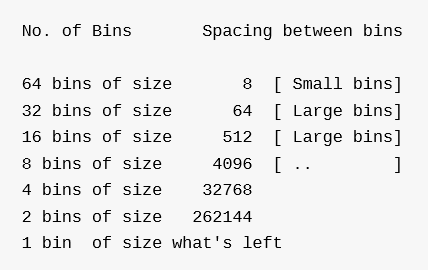 No. of Bins       Spacing between bins

64 bins of size       8  [ Small bins]
32 bins of size      64  [ Large bins]
16 bins of size     512  [ Large bins]
8 bins of size     4096  [ ..        ]
4 bins of size    32768
2 bins of size   262144
1 bin  of size what's left